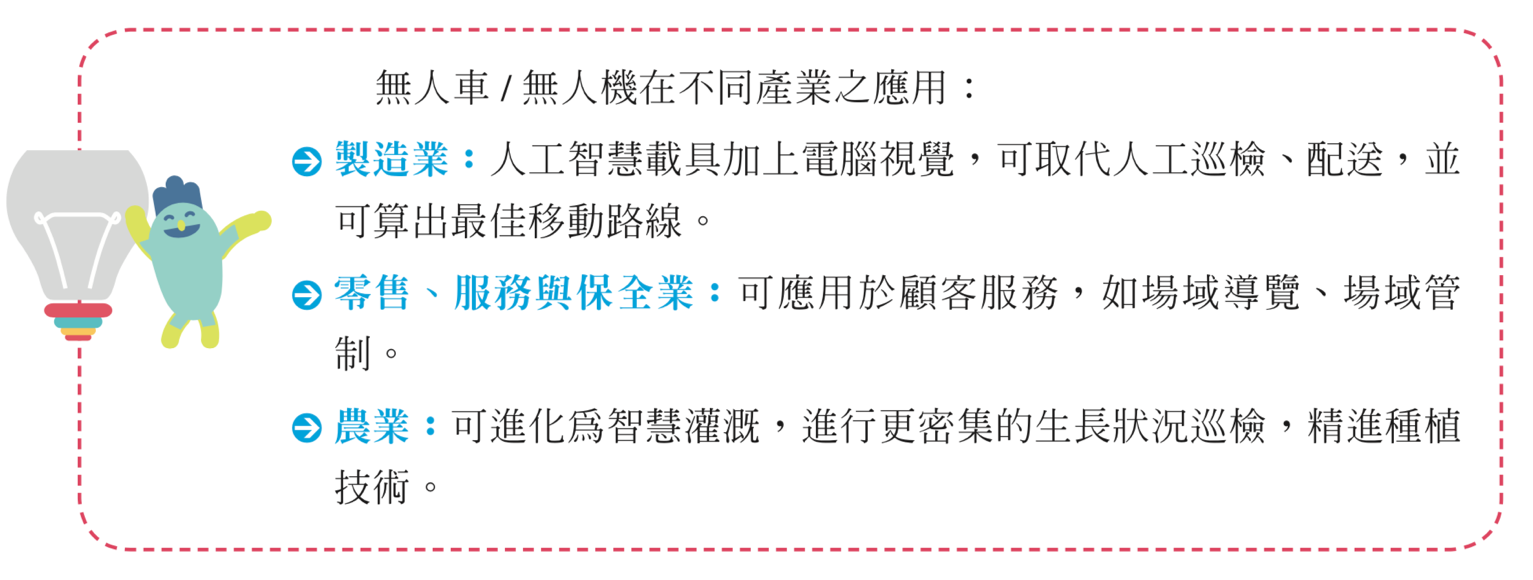 無人車 / 無人機在不同產業之應用：
製造業：人工智慧載具加上電腦視覺，可取代人工巡檢、配送，並
可算出最佳移動路線。
零售、服務與保全業：可應用於顧客服務，如場域導覽、場域管
制。
農業：可進化為智慧灌溉，進行更密集的生長狀況巡檢，精進種植
技術。